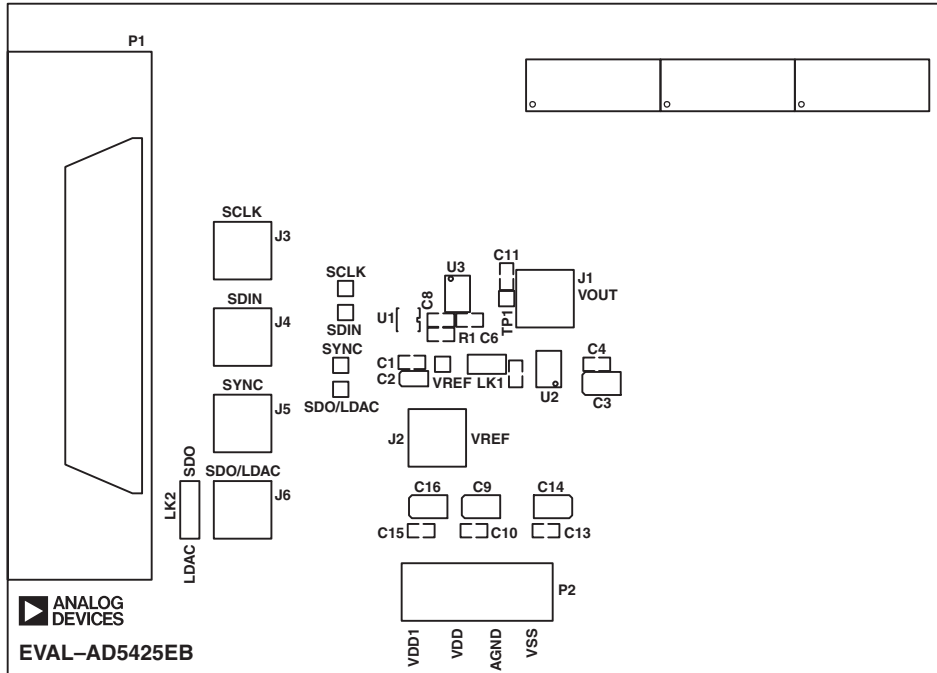 P1
SCLK
J3
SDIN
J4
SYNC
J5
SDO/LDAC
J6
SDO
LK2
LDAC
SCLK
SDIN
SYNC
SDO/LDAC
U3
C11
J1
VOUT
TP1
C8
U1
R1 C6
C1
C2
VREF LK1
U2
C4
C3
J2
VREF
C16
C9
C14
C15
C10
C13
P2
VDD1
VDD
AGND
VSS
ANALOG
DEVICES
EVAL–AD5425EB